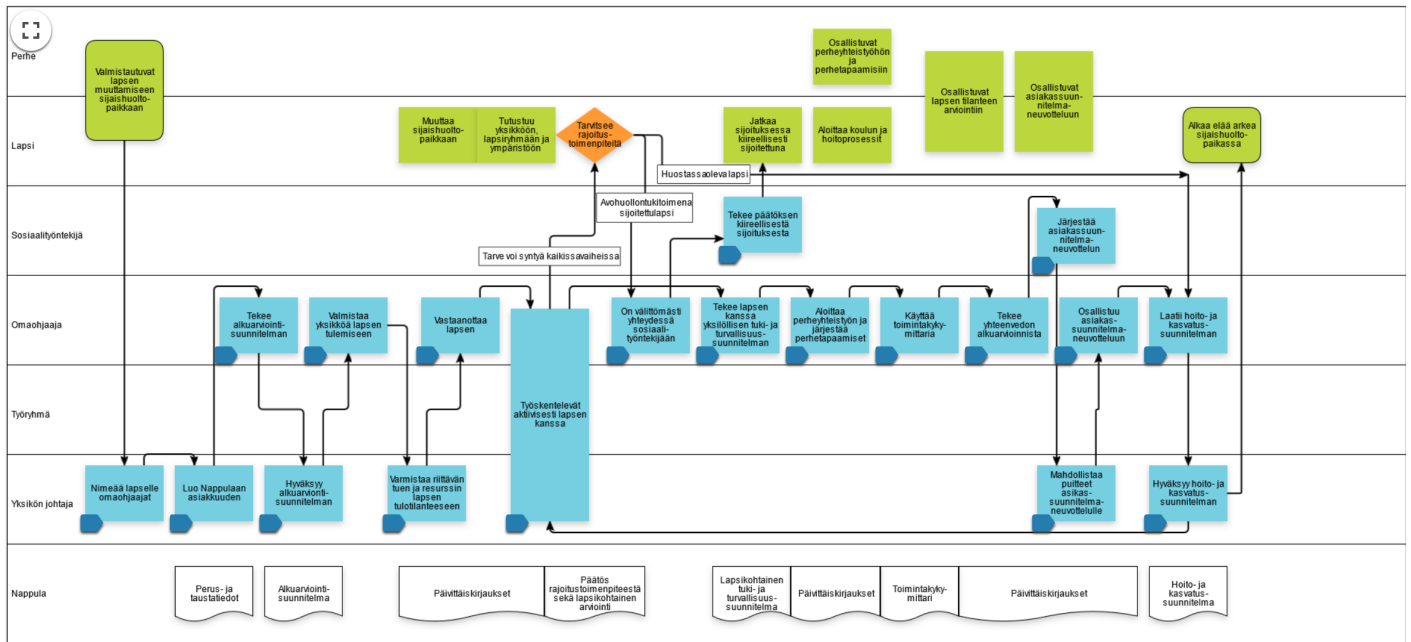 Perhe
Valmistautuvat
lapsen
muuttamiseen
sijaishuolto-
paikkaan
Osallistuvat
perheyhteistyöhön
ja
perhetapaamisiin
Osallistuvat
lapsen tilanteen
arviointiin
Osallistuvat
asiakassuun-
nitelma-
neuvotteluun
Lapsi
Muuttaa
sijaishuolto-
paikkaan
Tutustuu
yksikköön,
lapsiryhmään ja
ympäristöön
Tarvitsee
rajoitus-
toimenpiteitä
Jatkaa
sijoituksessa
kiireellisesti
sijoitettuna
Aloittaa koulun ja
hoitoprosessit
Alkaa elää arkea
sijaishuolto-
paikassa
Huostassaoleva lapsi
Sosiaalityöntekijä
Avohuollontukitoimena
sijoitettulapsi
Tarve voi syntyä kaikissavaiheissa
Tekee päätöksen
kiireellisestä
sijoituksesta
Järjestää
asiakassuun-
nitelma-
neuvottelun
Omaohjaaja
Tekee
alkuarviointi-
suunnitelman
Valmistaa
yksikköä lapsen
tulemiseen
Vastaanottaa
lapsen
On välittömästi
yhteydessä
sosiaali-
työntekijään
Tekee lapsen
kanssa
yksilöllisen tuki- ja
turvallisuus-
suunnitelman
Aloittaa
perheyhteistyön ja
järjestää
perhetapaamiset
Käyttää
toimintakyky-
mittaria
Tekee
yhteenvedon
alkuarvioinnista
Osallistuu
asiakas-
suunnitelma-
neuvotteluun
Laatii hoito- ja
kasvatus-
suunnitelman
Työryhmä
Työskentelevät
aktiivisesti lapsen
kanssa
Yksikön johtaja
Nimeää lapselle
omaohjaajat
Luo Nappulaan
asiakkuuden
Hyväksyy
alkuarvionti-
suunnitelman
Varmistaa riittävän
tuen ja resurssin
lapsen
tulotilanteeseen
Mahdollistaa
puitteet
asikas-
suunnitelma-
neuvottelulle
Hyväksyy hoito- ja
kasvatus-
suunnitelman
Nappula
Perus- ja
taustatiedot
Alkuarviointi-
suunnitelma
Päivittäiskirjaukset
Päätös
rajoitustoimenpiteestä
sekä lapsikohtainen
arviointi
Lapsikohtainen
tuki- ja
turvallisuus-
suunnitelma
Päivittäiskirjaukset
Toimintakyky-
mittari
Päivittäiskirjaukset
Hoito- ja
kasvatus-
suunnitelma